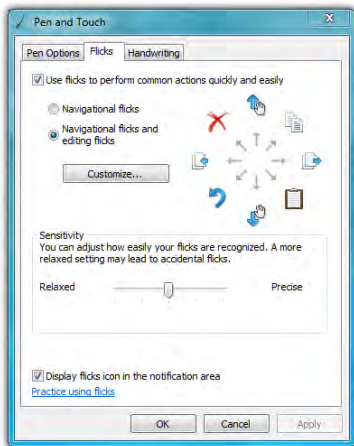 Pen and Touch
Pen Options Flicks Handwriting
Use flicks to perform common actions quickly and easily
Navigational flicks
Navigational flicks and
editing flicks
Customize...
Sensitivity
You can adjust how easily your flicks are recognized. A more
relaxed setting may lead to accidental flicks.
Relaxed Precise
Display flicks icon in the notification area
Practice using flicks
OK Cancel Apply